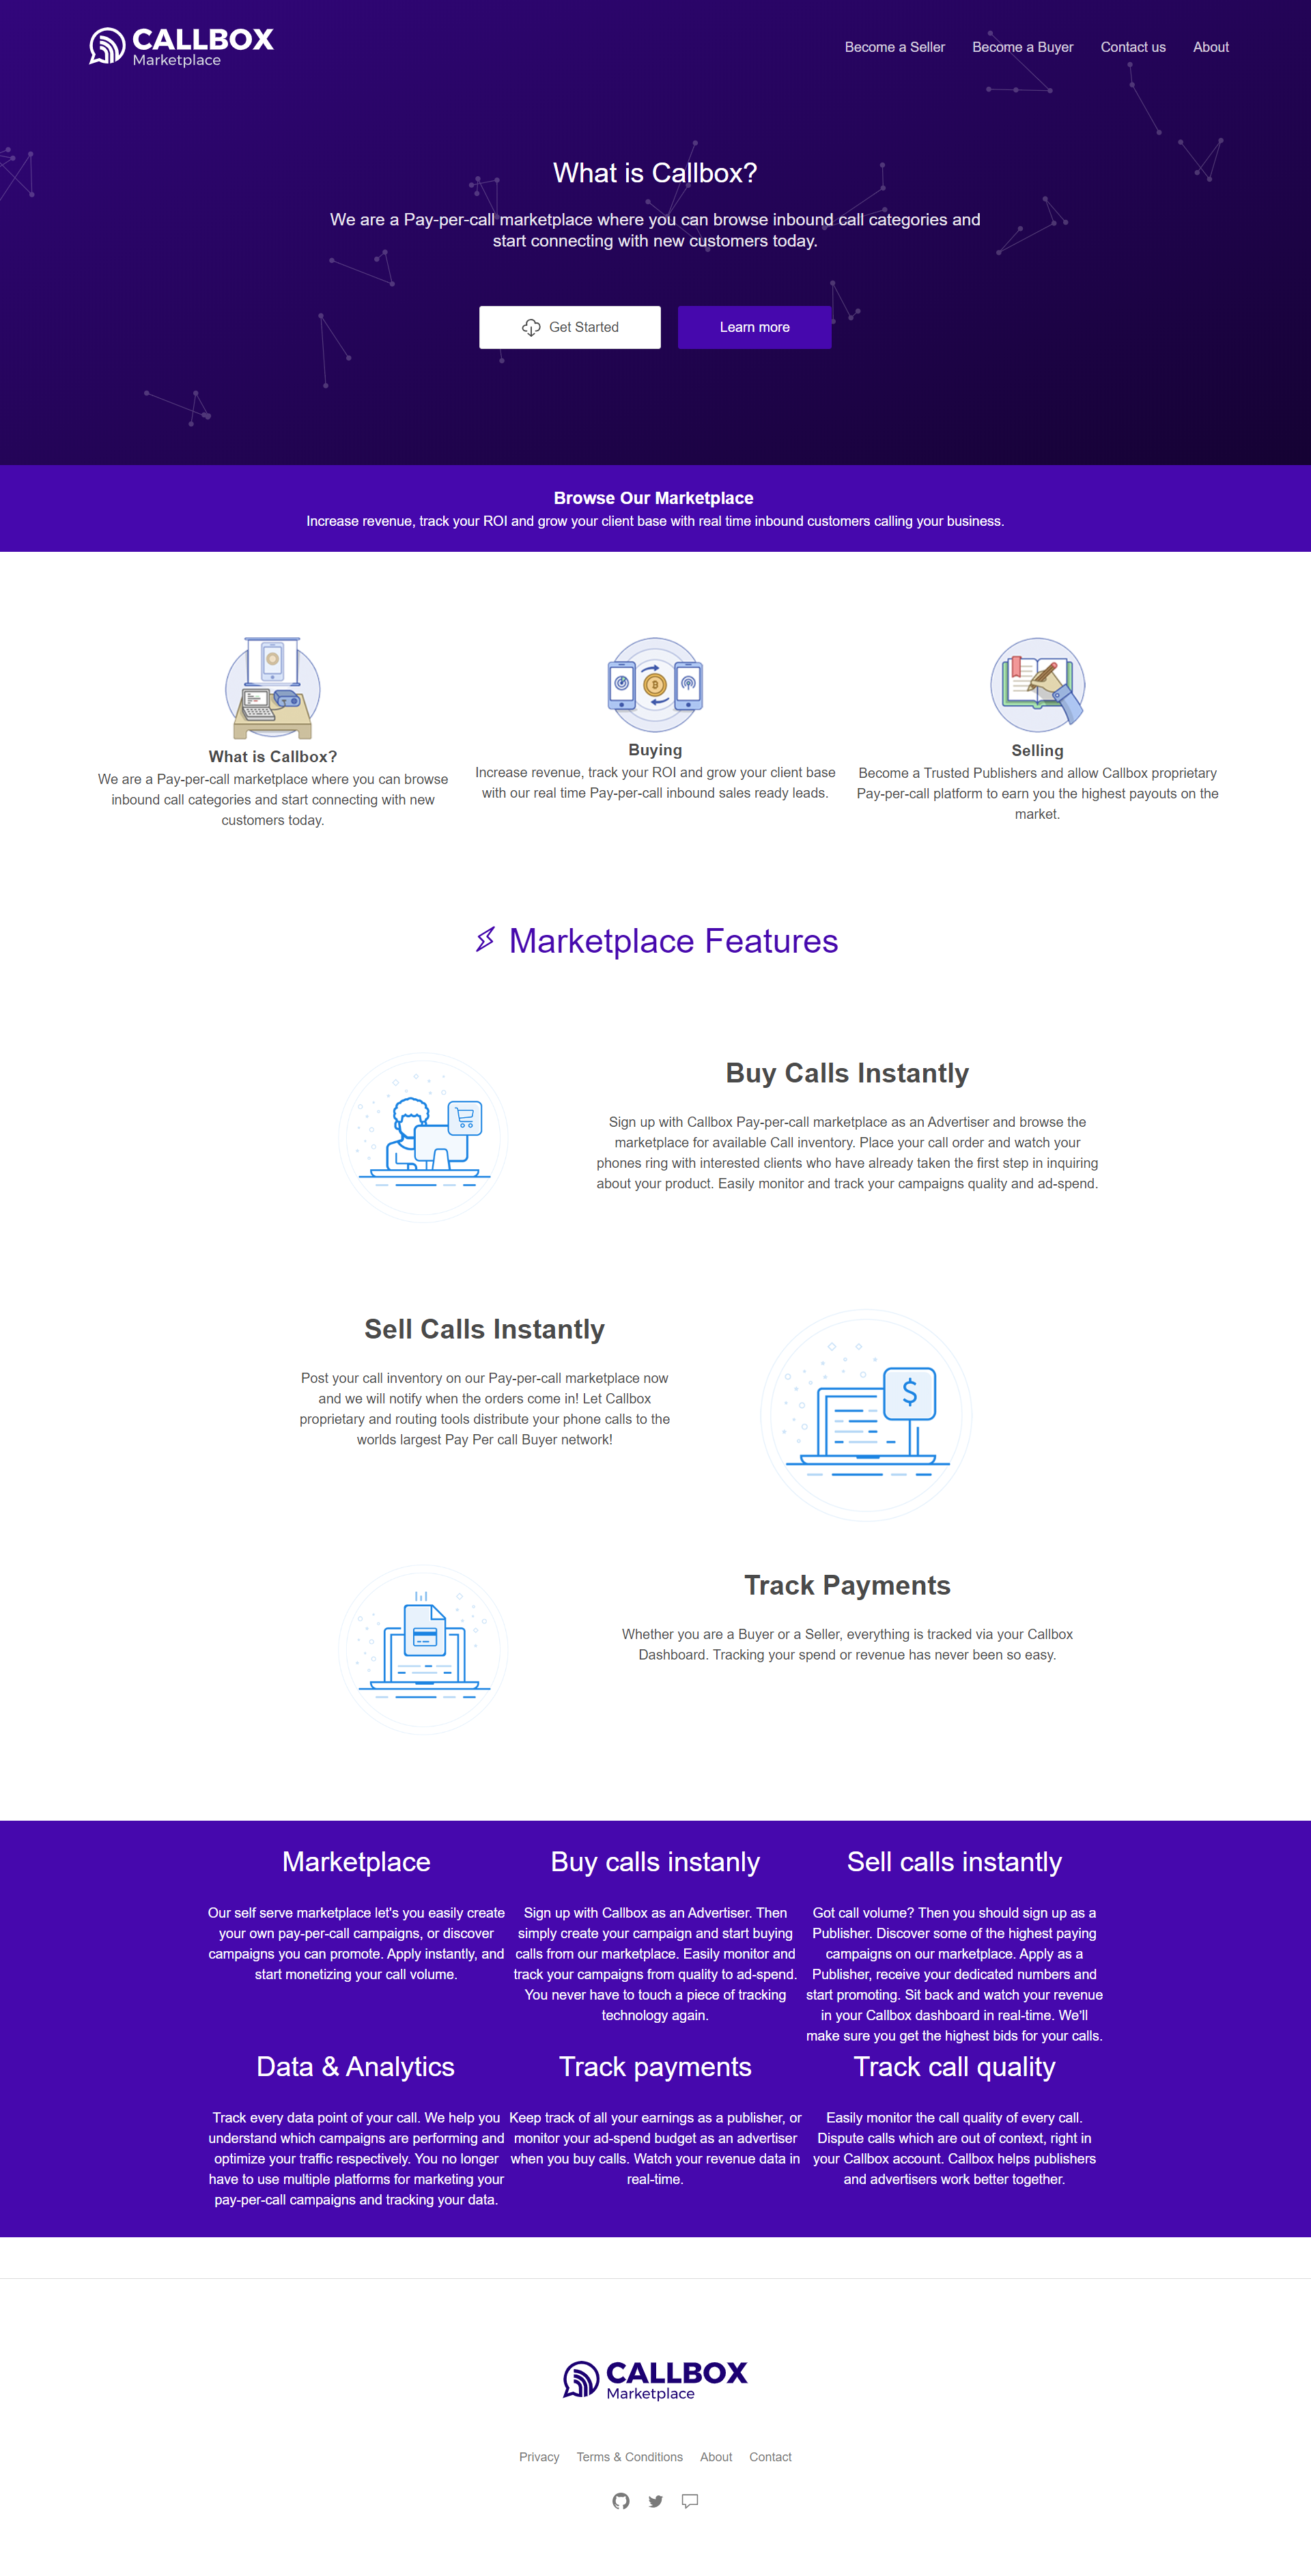 CALLBOX
Marketplace
Become a Seller
Become a Buyer
Contact us
About
What is Callbox?
We are a Pay-per-call marketplace where you can browse inbound call categories and
start connecting with new customers today.
Get Started
Learn more
Browse Our Marketplace
Increase revenue, track your ROI and grow your client base with real time inbound customers calling your business.
What is Callbox?
We are a Pay-per-call marketplace where you can browse
inbound call categories and start connecting with new
customers today.
Buying
Increase revenue, track your ROI and grow your client base
with our real time Pay-per-call inbound sales ready leads.
Selling
Become a Trusted Publishers and allow Callbox proprietary
Pay-per-call platform to earn you the highest payouts on the
market.
Marketplace Features
Buy Calls Instantly
Sign up with Callbox Pay-per-call marketplace as an Advertiser and browse the
marketplace for available Call inventory. Place your call order and watch your
phones ring with interested clients who have already taken the first step in inquiring
about your product. Easily monitor and track your campaigns quality and ad-spend.
Sell Calls Instantly
Post your call inventory on our Pay-per-call marketplace now
and we will notify when the orders come in! Let Callbox
proprietary and routing tools distribute your phone calls to the
worlds largest Pay Per call Buyer network!
$
Track Payments
Whether you are a Buyer or a Seller, everything is tracked via your Callbox
Dashboard. Tracking your spend or revenue has never been so easy.
Marketplace
Our self serve marketplace let's you easily create
your own pay-per-call campaigns, or discover
campaigns you can promote. Apply instantly, and
start monetizing your call volume.
Buy calls instanly
Sign up with Callbox as an Advertiser. Then
simply create your campaign and start buying
calls from our marketplace. Easily monitor and
track your campaigns from quality to ad-spend.
You never have to touch a piece of tracking
technology again.
Sell calls instantly
Got call volume? Then you should sign up as a
Publisher. Discover some of the highest paying
campaigns on our marketplace. Apply as a
Publisher, receive your dedicated numbers and
start promoting. Sit back and watch your revenue
in your Callbox dashboard in real-time. We'll
make sure you get the highest bids for your calls.
Data & Analytics
Track every data point of your call. We help you
understand which campaigns are performing and
optimize your traffic respectively. You no longer
have to use multiple platforms for marketing your
pay-per-call campaigns and tracking your data.
Track payments
Keep track of all your earnings as a publisher, or
monitor your ad-spend budget as an advertiser
when you buy calls. Watch your revenue data in
real-time.
Track call quality
Easily monitor the call quality of every call.
Dispute calls which are out of context, right in
your Callbox account. Callbox helps publishers
and advertisers work better together.
CALLBOX
Marketplace
Privacy
Terms & Conditions
About
Contact